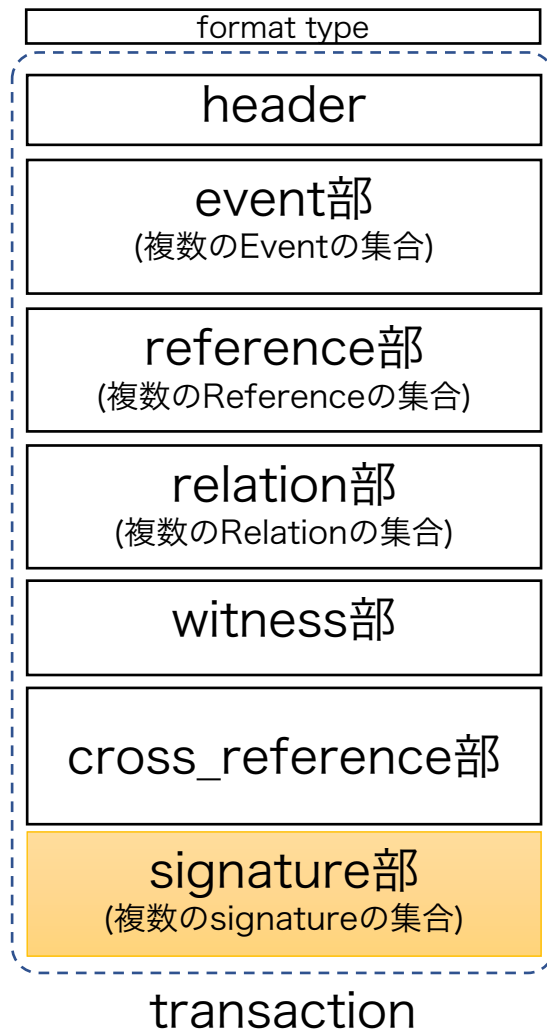 format type
header
event部
(複数のEventの集合)
reference部
(複数のReferenceの集合)
relation部
(複数のRelationの集合)
witness部
cross_reference部
signature部
(複数のsignatureの集合)
transaction